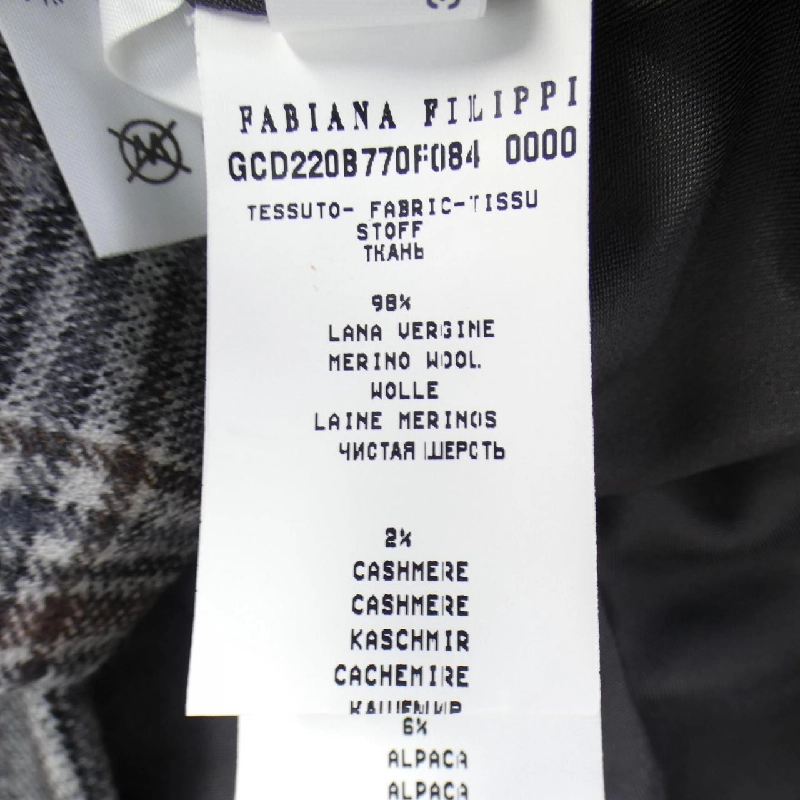 FABIANA FILIPPI
GCD220B770F084 0000
TESSUTO- FABRIC-TISSU
STOFF
ТКАНЬ
98%
LANA VERGINE
MERINO WOOL
WOLLE
LAINE MERINOS
ЧИСТАЯ ШЕРСТЬ
2%
CASHMERE
CASHMERE
KASCHMIR
CACHEMIRE
КАШЕМИР
6%
ALPACA
ALPACA